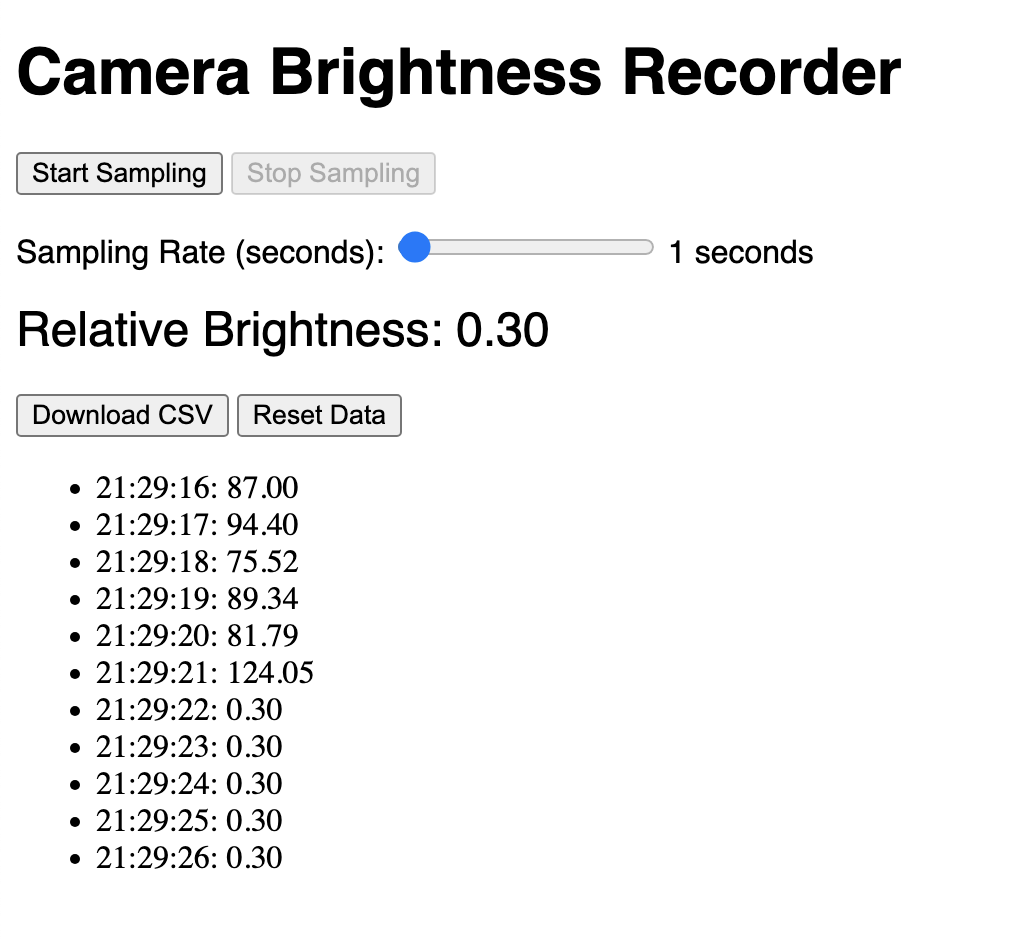 Camera Brightness Recorder
Start Sampling Stop Sampling
Sampling Rate (seconds): 1 seconds
Relative Brightness: 0.30
Download CSV Reset Data
• 21:29:16: 87.00
• 21:29:17: 94.40
• 21:29:18: 75.52
• 21:29:19: 89.34
• 21:29:20: 81.79
• 21:29:21: 124.05
• 21:29:22: 0.30
• 21:29:23: 0.30
• 21:29:24: 0.30
• 21:29:25: 0.30
• 21:29:26: 0.30